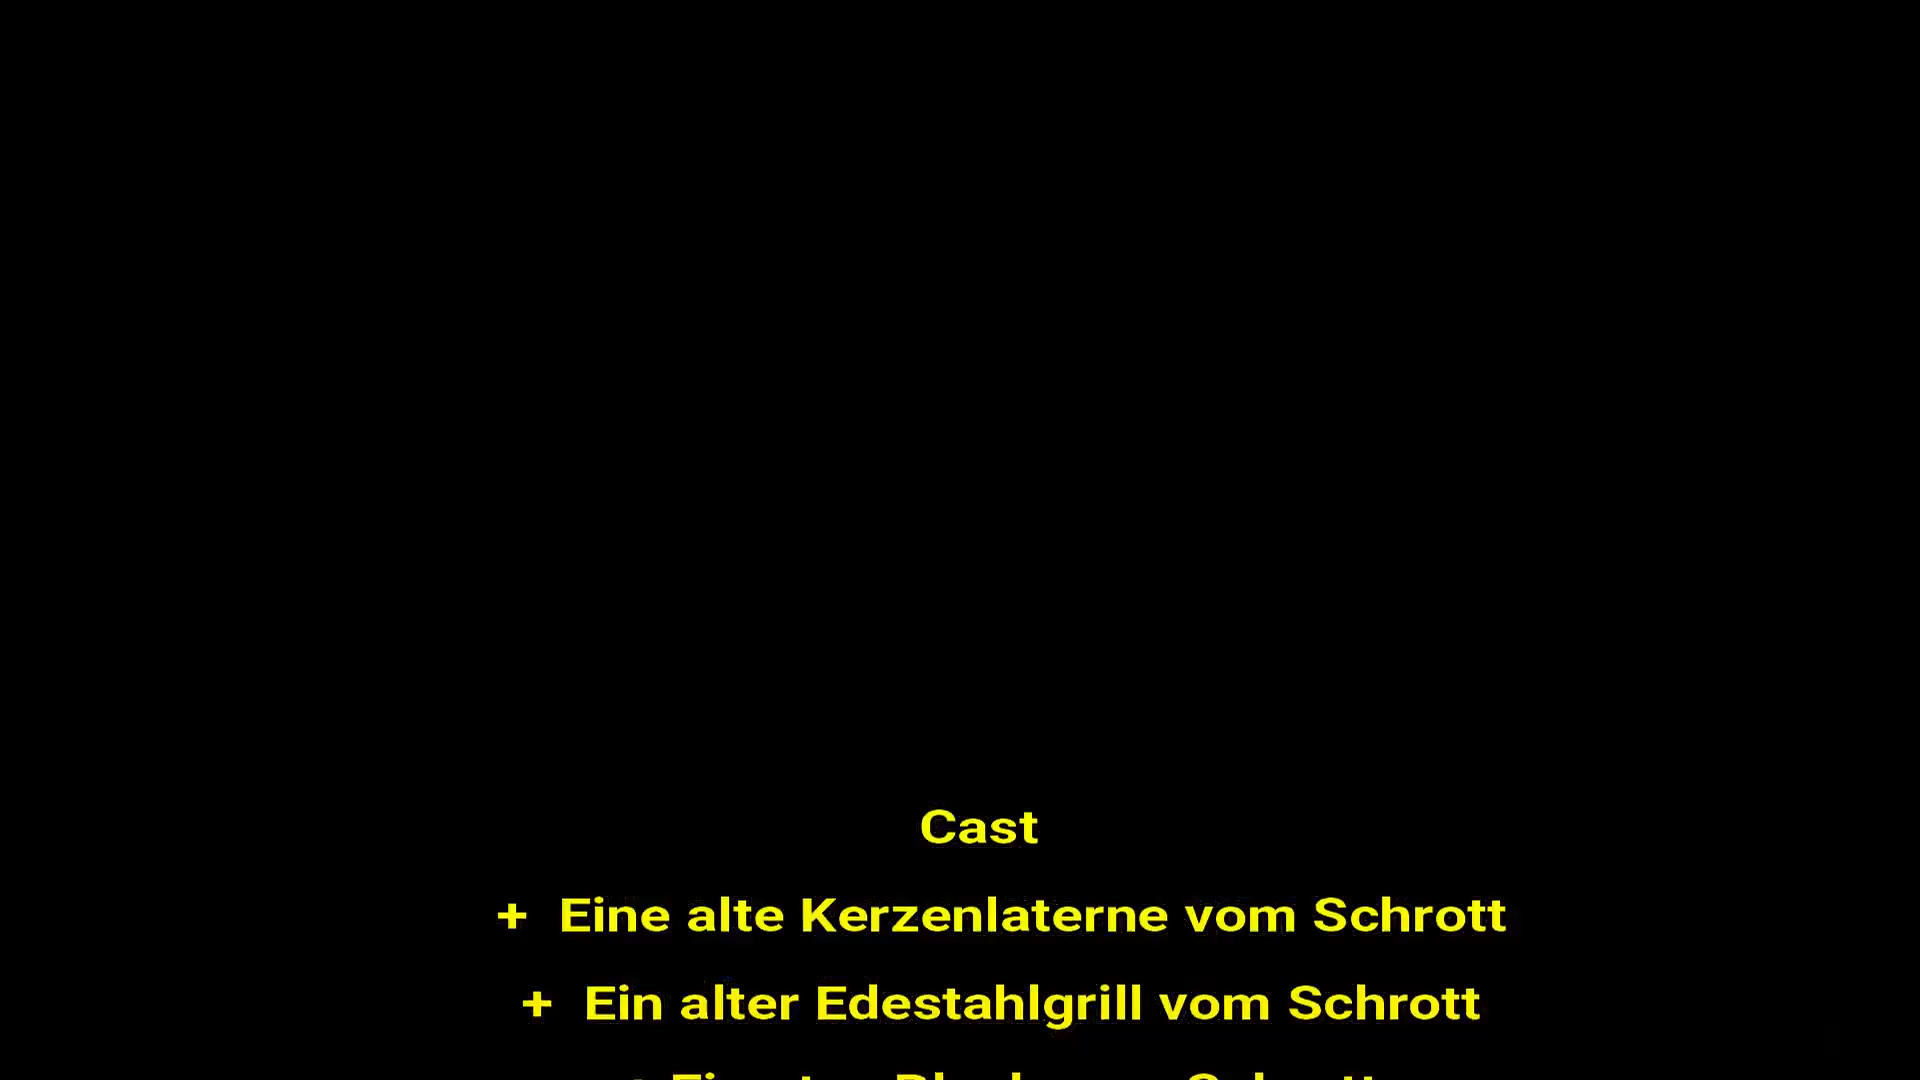 Cast
+ Eine alte Kerzenlaterne vom Schrott
+ Ein alter Edestahlgrill vom Schrott